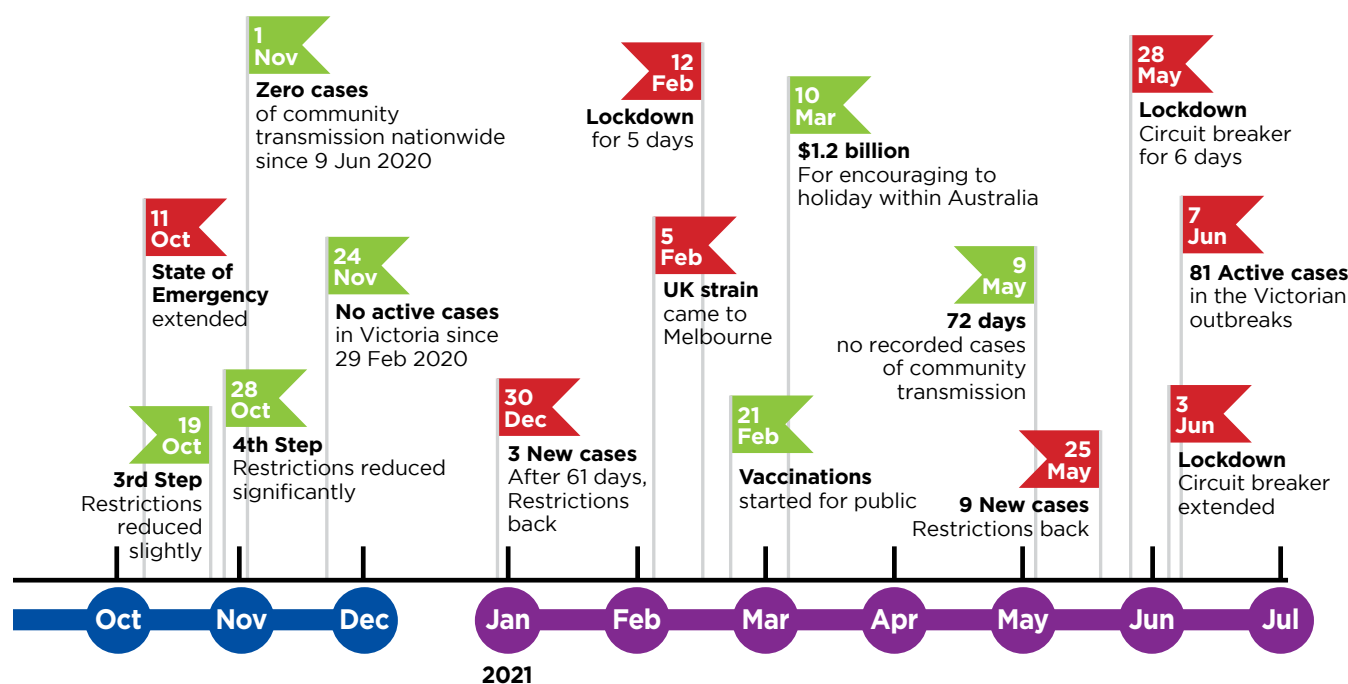 1
Nov
Zero cases
of community
transmission nationwide
since 9 Jun 2020
12
Feb
Lockdown
for 5 days
10
Mar
$1.2 billion
For encouraging to
holiday within Australia
28
May
Lockdown
Circuit breaker
for 6 days
11
Oct
State of
Emergency
extended
24
Nov
No active cases
in Victoria since
29 Feb 2020
5
Feb
UK strain
came to
Melbourne
9
May
72 days
no recorded cases
of community
transmission
7
Jun
81 Active cases
in the Victorian
outbreaks
19
Oct
3rd Step
Restrictions
reduced
slightly
28
Oct
4th Step
Restrictions reduced
significantly
30
Dec
3 New cases
After 61 days,
Restrictions
back
21
Feb
Vaccinations
started for public
25
May
9 New cases
Restrictions back
3
Jun
Lockdown
Circuit breaker
extended
Oct Nov Dec Jan Feb Mar Apr May Jun Jul
2021